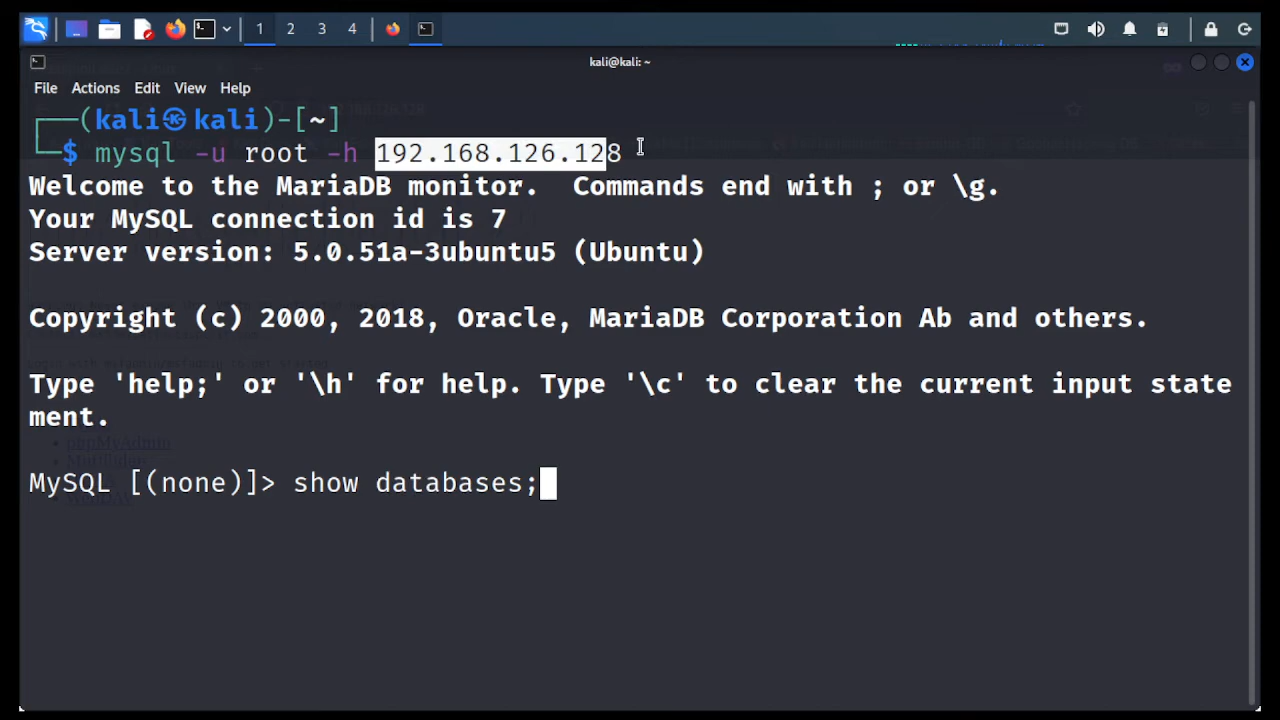 1 2 3 4
kali@kali: ~
File Actions Edit View Help
┌──(kali㉿kali)-[~]
└─$ mysql -u root -h 192.168.126.128
Welcome to the MariaDB monitor.  Commands end with ; or \g.
Your MySQL connection id is 7
Server version: 5.0.51a-3ubuntu5 (Ubuntu)
Copyright (c) 2000, 2018, Oracle, MariaDB Corporation Ab and others.
Type 'help;' or '\h' for help. Type '\c' to clear the current input state
ment.
phpMyAdmin
MySQL [(none)]> show databases;